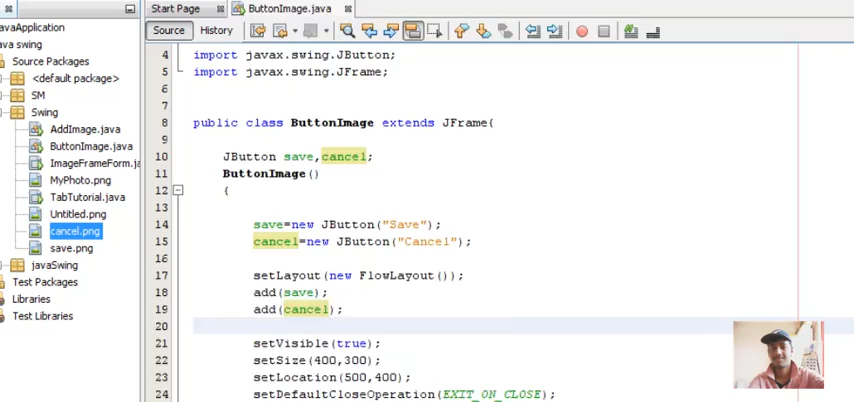 Start Page
ButtonImage.java
Source
History
avaApplication
ava swing
Source Packages
<default package>
SM
Swing
AddImage.java
ButtonImage.java
ImageFrameForm.ja
MyPhoto.png
TabTutorial.java
Untitled.png
cancel.png
save.png
javaSwing
Test Packages
Libraries
Test Libraries
4 import javax.swing.JButton;
5 import javax.swing.JFrame;
6
7
8 public class ButtonImage extends JFrame{
9
10 JButton save,cancel;
11 ButtonImage()
12 {
13
14 save=new JButton("Save");
15 cancel=new JButton("Cancel");
16
17 setLayout(new FlowLayout());
18 add(save);
19 add(cancel);
20
21 setVisible(true);
22 setSize(400,300);
23 setLocation(500,400);
24 setDefaultCloseOperation(EXIT_ON_CLOSE);